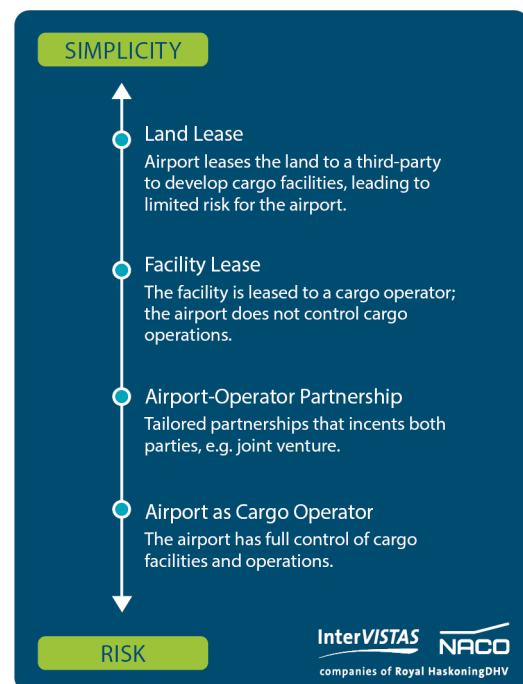 SIMPLICITY
Land Lease
Airport leases the land to a third-party
to develop cargo facilities, leading to
limited risk for the airport.
Facility Lease
The facility is leased to a cargo operator;
the airport does not control cargo
operations.
Airport-Operator Partnership
Tailored partnerships that incents both
parties, e.g. joint venture.
Airport as Cargo Operator
The airport has full control of cargo
facilities and operations.
RISK
InterVISTAS NACO
companies of Royal HaskoningDHV